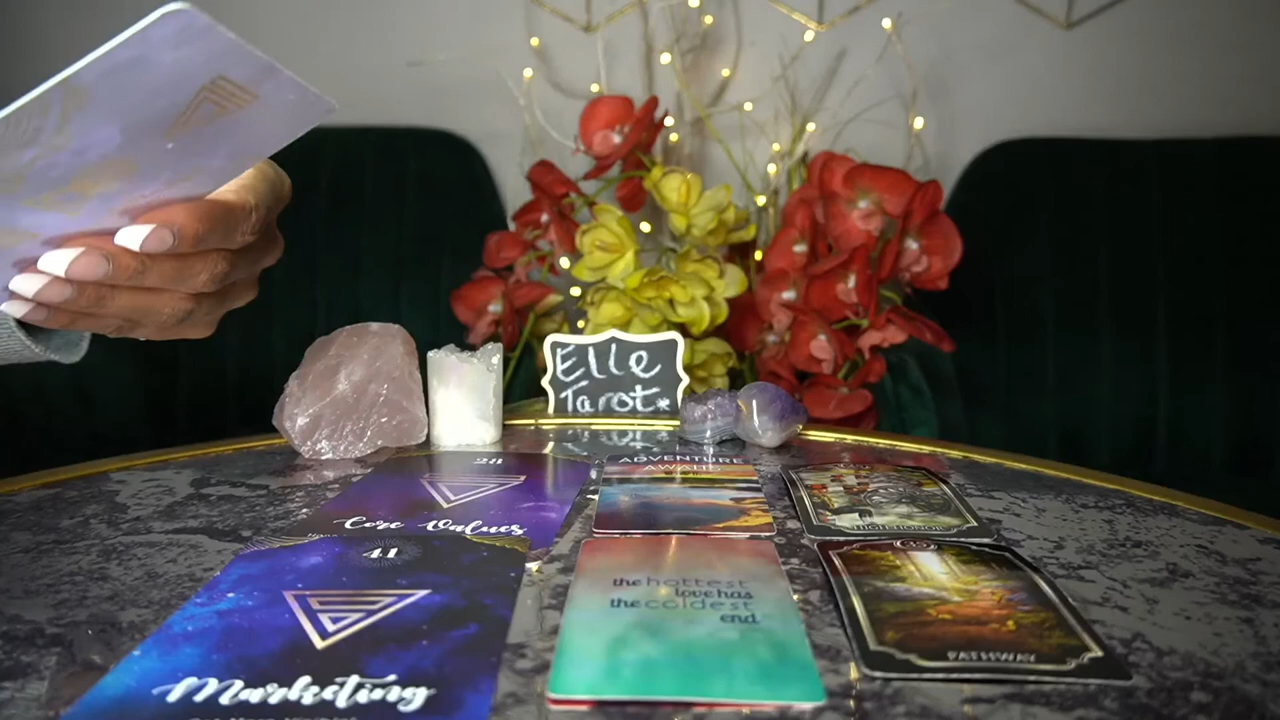 Elle
Tarot*
28
Core Values
ADVENTURE
AWAITS
HIGH HONOR
41
Marketing
the hottest
love has
the coldest
end
35
PATHWAY